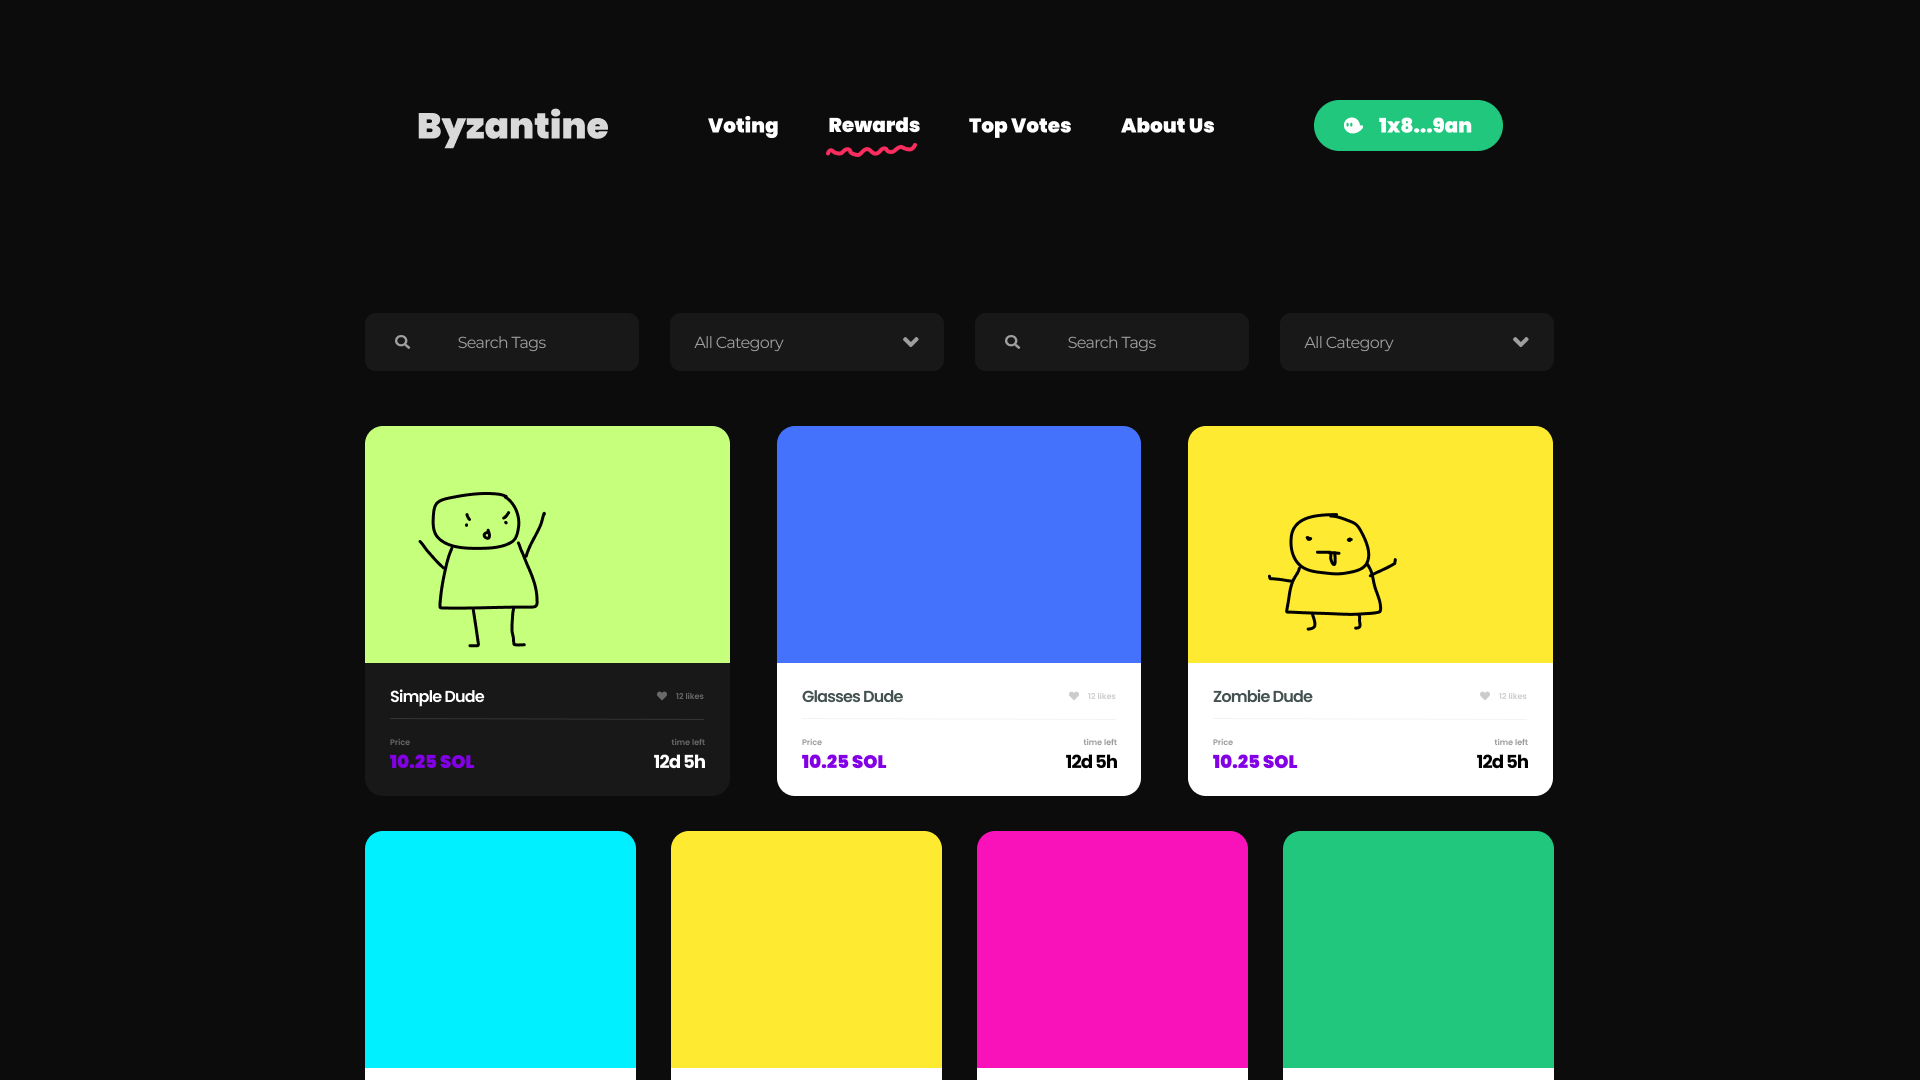 Byzantine
Voting
Rewards
Top Votes
About Us
1x8...9an
Search Tags
All Category
Search Tags
All Category
Simple Dude
12 likes
Price
time left
10.25 SOL
12d 5h
Glasses Dude
12 likes
Price
time left
10.25 SOL
12d 5h
Zombie Dude
12 likes
Price
time left
10.25 SOL
12d 5h